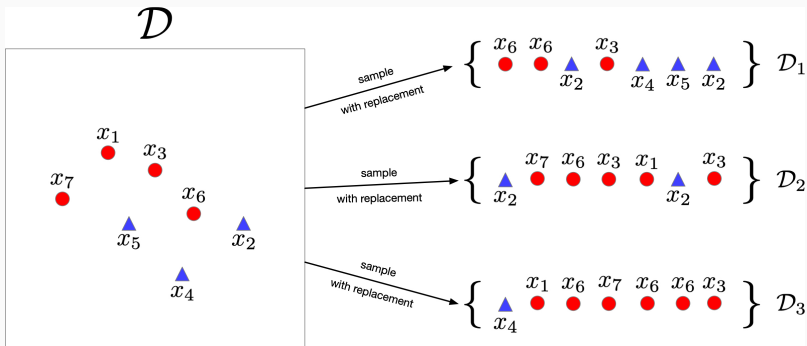 𝒟
x₁
x₃
x₇
x₆
x₅
x₂
x₄
sample
with replacement
{ x₆ x₆ x₂ x₃ x₄ x₅ x₂ } 𝒟₁
sample
with replacement
{ x₂ x₇ x₆ x₃ x₁ x₂ x₃ } 𝒟₂
sample
with replacement
{ x₄ x₁ x₆ x₇ x₆ x₆ x₃ } 𝒟₃